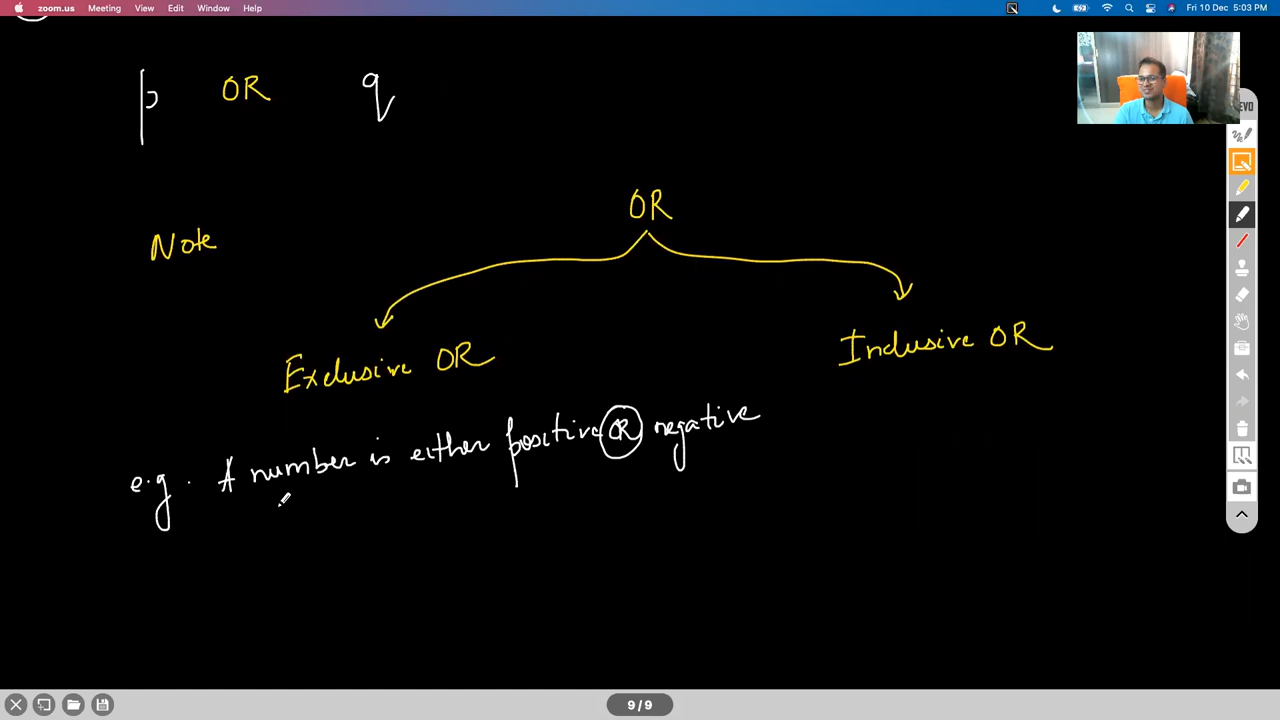 zoom.us Meeting View Edit Window Help Fri 10 Dec 5:03 PM
p OR q
OR
Note
Exclusive OR Inclusive OR
e.g. A number is either positive OR negative
9/9